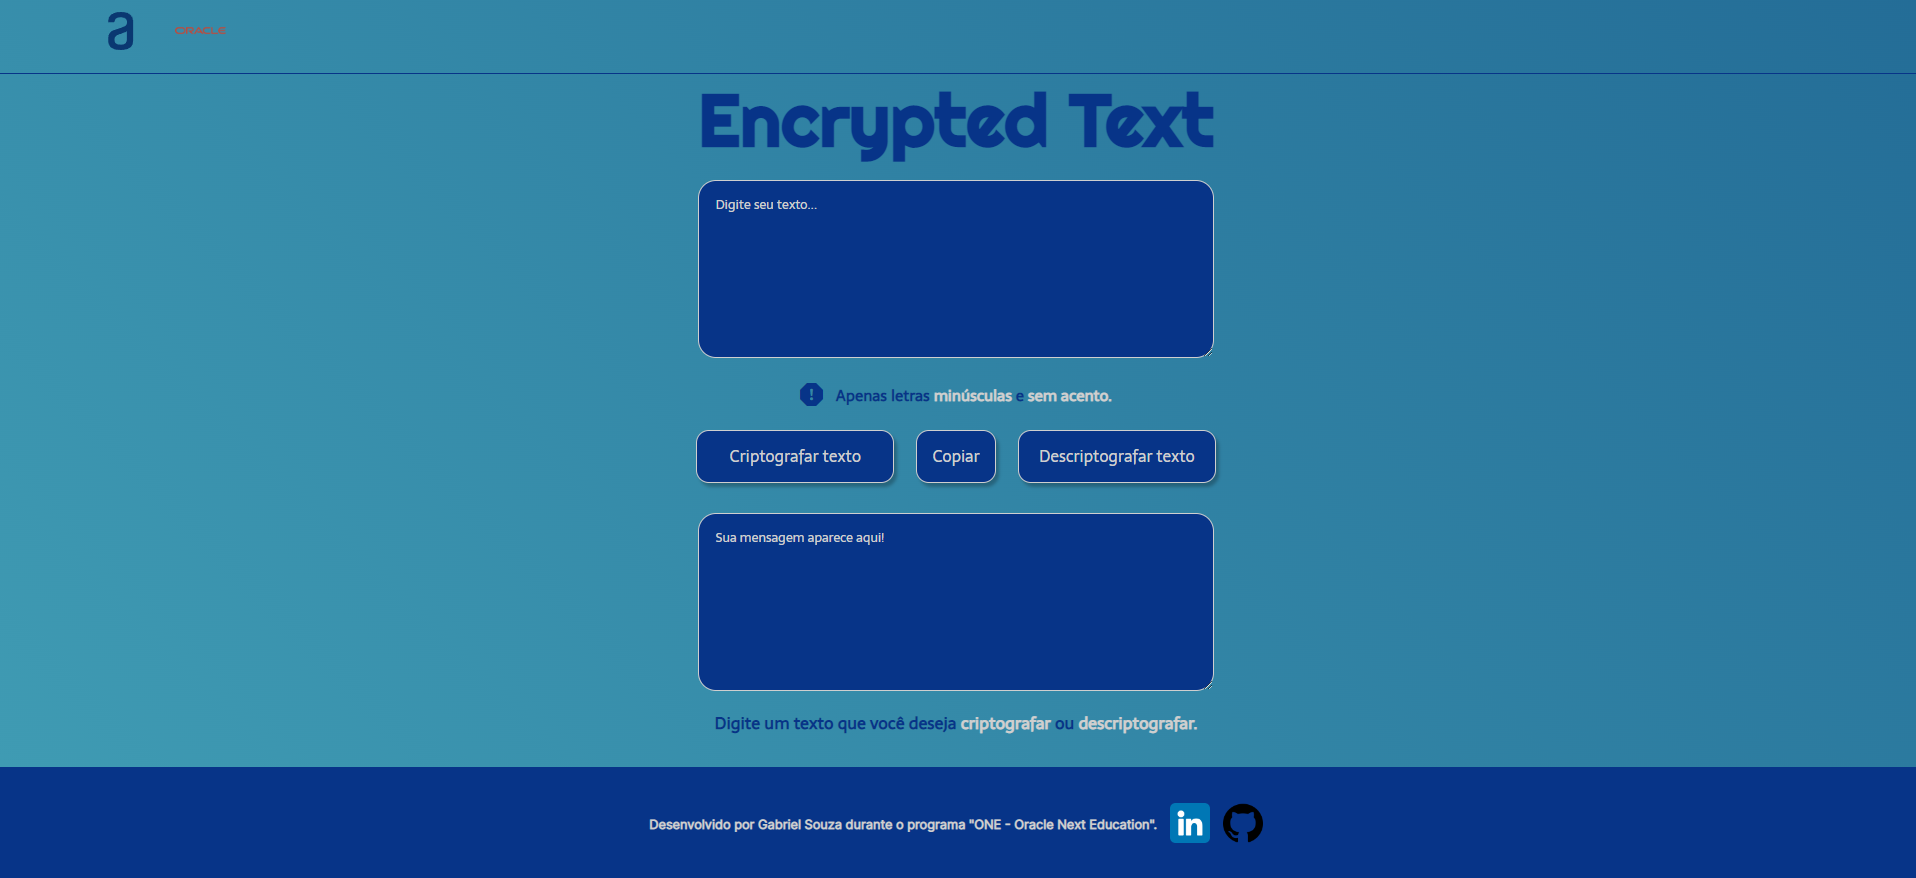 a ORACLE
Encrypted Text
Digite seu texto...
! Apenas letras minúsculas e sem acento.
Criptografar texto Copiar Descriptografar texto
Sua mensagem aparece aqui!
Digite um texto que você deseja criptografar ou descriptografar.
Desenvolvido por Gabriel Souza durante o programa "ONE - Oracle Next Education". in